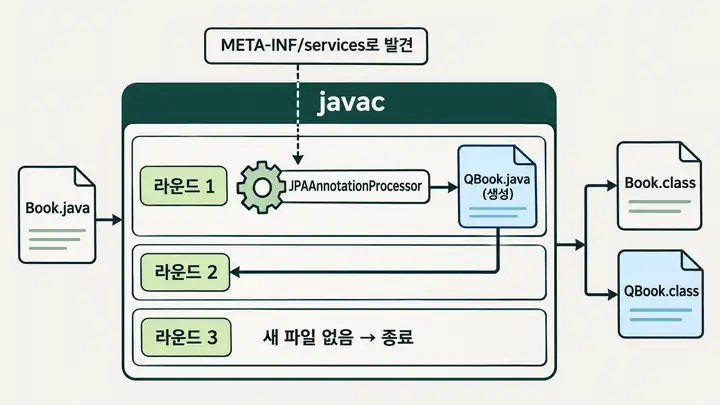 META-INF/services로 발견
javac
Book.java
라운드 1
JPAAnnotationProcessor
QBook.java
(생성)
라운드 2
라운드 3
새 파일 없음 → 종료
Book.class
QBook.class